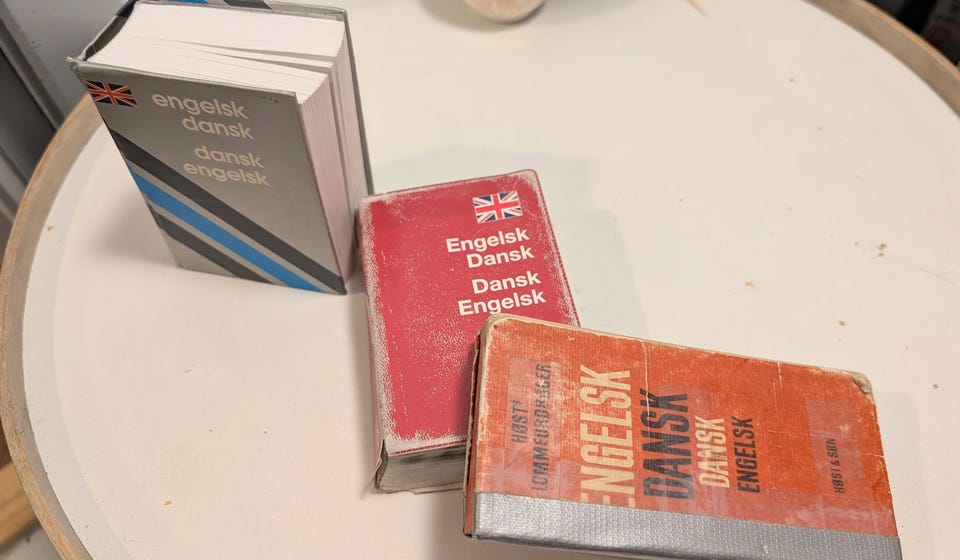 engelsk
dansk
dansk
engelsk
Engelsk
Dansk
Dansk
Engelsk
HØST'
LOMMEORDBØGER
ENGELSK
DANSK
DANSK
ENGELSK
HØST & SØN